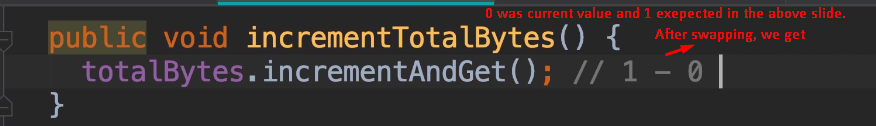 0 was current value and 1 exepected in the above slide.
public void incrementTotalBytes() {
After swapping, we get
totalBytes.incrementAndGet(); // 1 - 0
}